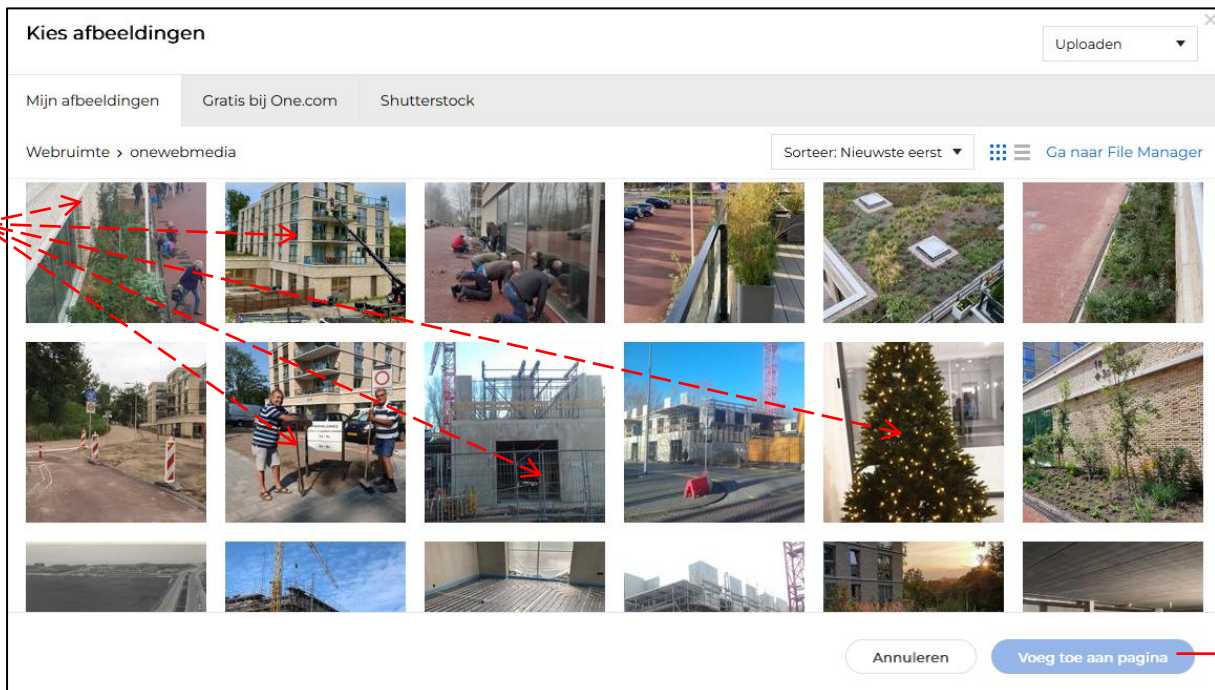 Kies afbeeldingen
Uploaden
Mijn afbeeldingen Gratis bij One.com Shutterstock
Webruimte > onewebmedia
Sorteer: Nieuwste eerst
Ga naar File Manager
Annuleren
Voeg toe aan pagina